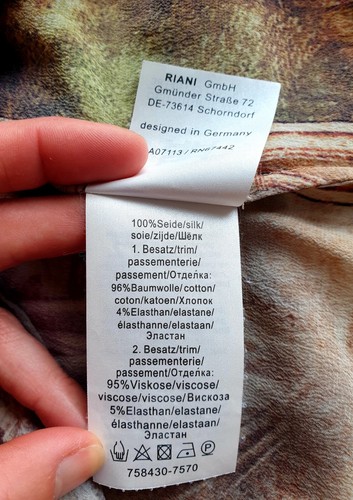 RIANI GmbH
Gmünder Straße 72
DE-73614 Schorndorf
designed in Germany
A07113 / RN67442
100%Seide/silk/
soie/zijde/Шёлк
1. Besatz/trim/
passementerie/
passement/Отделка:
96%Baumwolle/cotton/
coton/katoen/Хлопок
4%Elasthan/elastane/
élasthanne/elastaan/
Эластан
2. Besatz/trim/
passementerie/
passement/Отделка:
95%Viskose/viscose/
viscose/viscose/Вискоза
5%Elasthan/elastane/
élasthanne/elastaan/
Эластан
P
758430-7570